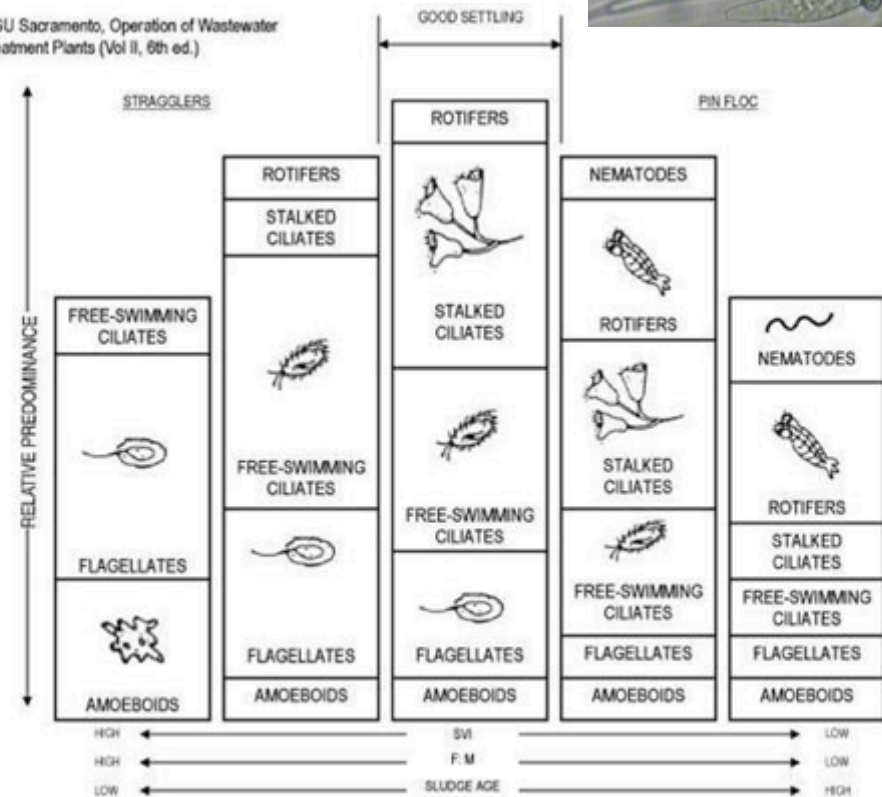 SU Sacramento, Operation of Wastewater
eatment Plants (Vol II, 6th ed.)
GOOD SETTLING
STRAGGLERS
PIN FLOC
RELATIVE PREDOMINANCE
FREE-SWIMMING
CILIATES
FLAGELLATES
AMOEBOIDS
ROTIFERS
STALKED
CILIATES
FREE-SWIMMING
CILIATES
FLAGELLATES
AMOEBOIDS
ROTIFERS
STALKED
CILIATES
FREE-SWIMMING
CILIATES
FLAGELLATES
AMOEBOIDS
NEMATODES
ROTIFERS
STALKED
CILIATES
FREE-SWIMMING
CILIATES
FLAGELLATES
AMOEBOIDS
NEMATODES
ROTIFERS
STALKED
CILIATES
FREE-SWIMMING
CILIATES
FLAGELLATES
AMOEBOIDS
HIGH SVI LOW
HIGH F:M LOW
LOW SLUDGE AGE HIGH